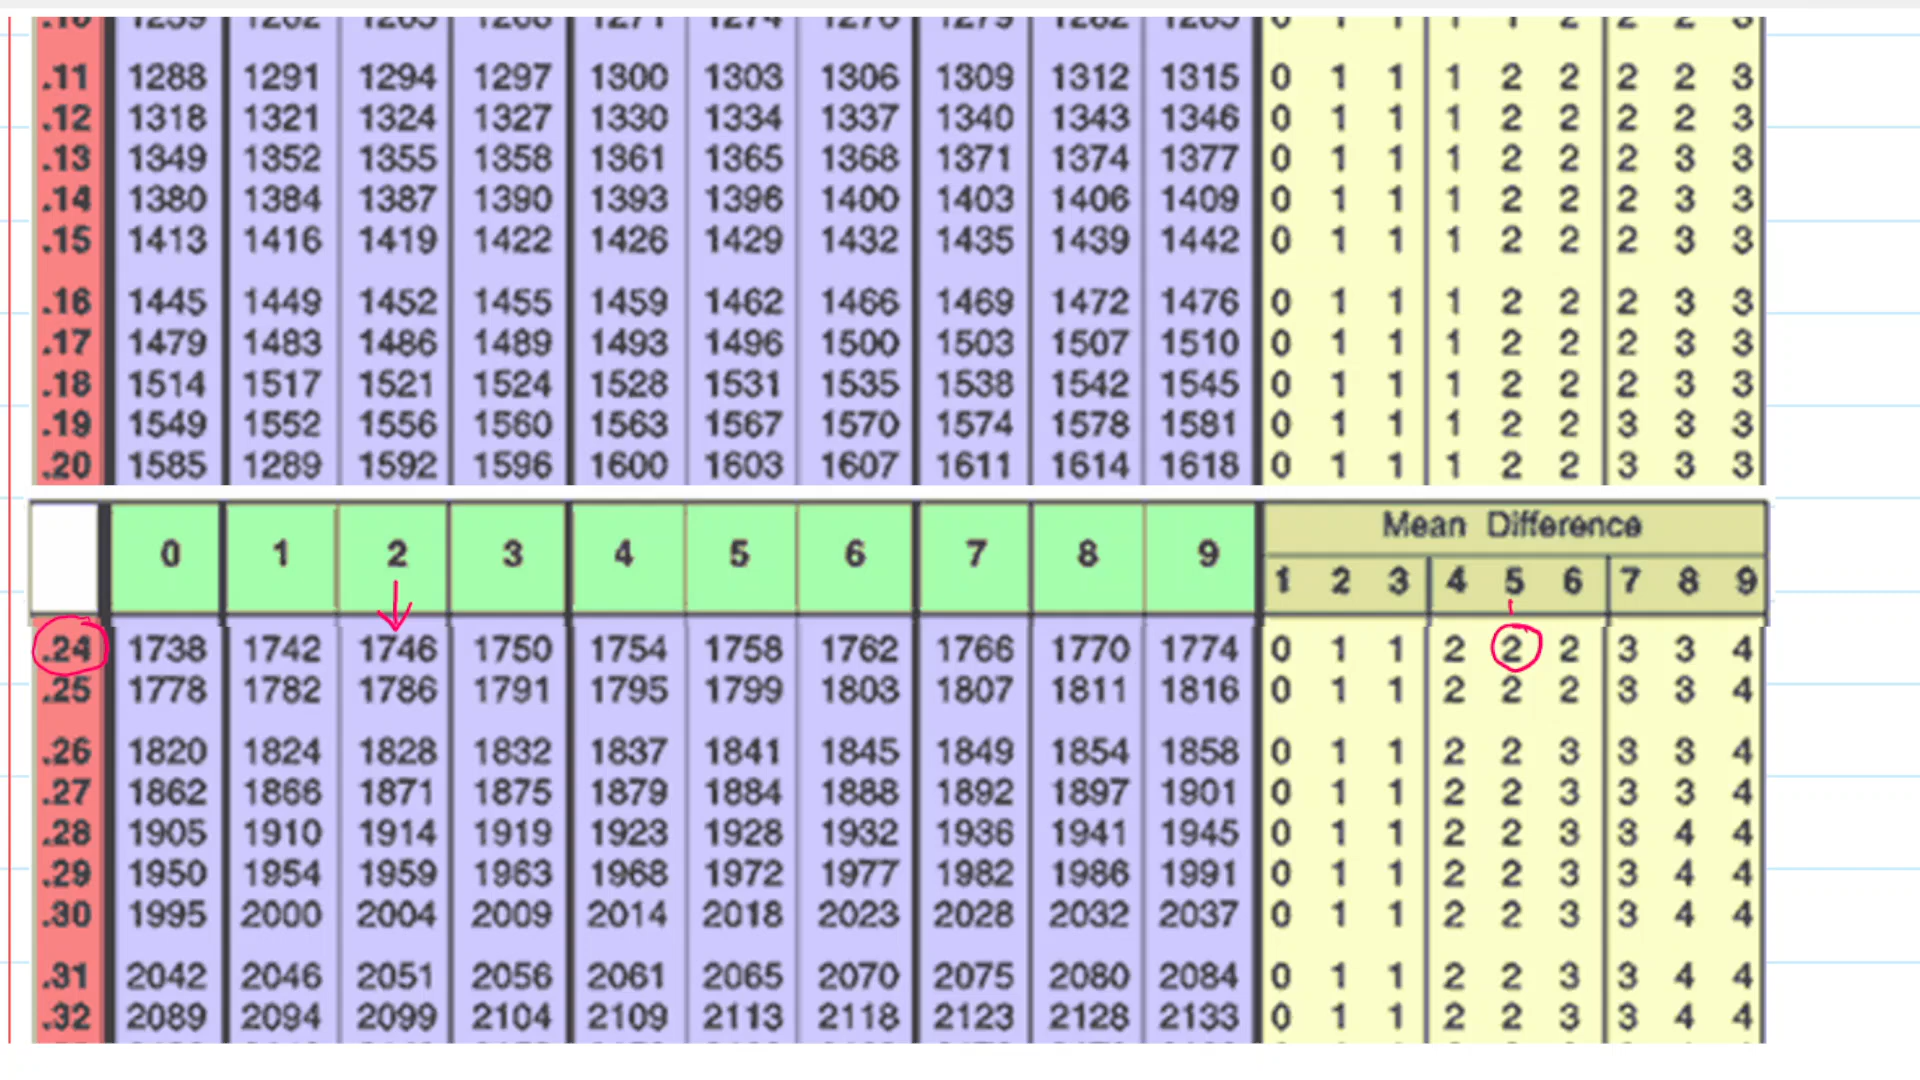 .11 1288 1291 1294 1297 1300 1303 1306 1309 1312 1315 0 1 1 1 2 2 2 2 3
.12 1318 1321 1324 1327 1330 1334 1337 1340 1343 1346 0 1 1 1 2 2 2 2 3
.13 1349 1352 1355 1358 1361 1365 1368 1371 1374 1377 0 1 1 1 2 2 2 3 3
.14 1380 1384 1387 1390 1393 1396 1400 1403 1406 1409 0 1 1 1 2 2 2 3 3
.15 1413 1416 1419 1422 1426 1429 1432 1435 1439 1442 0 1 1 1 2 2 2 3 3
.16 1445 1449 1452 1455 1459 1462 1466 1469 1472 1476 0 1 1 1 2 2 2 3 3
.17 1479 1483 1486 1489 1493 1496 1500 1503 1507 1510 0 1 1 1 2 2 2 3 3
.18 1514 1517 1521 1524 1528 1531 1535 1538 1542 1545 0 1 1 1 2 2 2 3 3
.19 1549 1552 1556 1560 1563 1567 1570 1574 1578 1581 0 1 1 1 2 2 3 3 3
.20 1585 1289 1592 1596 1600 1603 1607 1611 1614 1618 0 1 1 1 2 2 3 3 3
Mean Difference
0 1 2 3 4 5 6 7 8 9 1 2 3 4 5 6 7 8 9
.24 1738 1742 1746 1750 1754 1758 1762 1766 1770 1774 0 1 1 2 2 2 3 3 4
.25 1778 1782 1786 1791 1795 1799 1803 1807 1811 1816 0 1 1 2 2 2 3 3 4
.26 1820 1824 1828 1832 1837 1841 1845 1849 1854 1858 0 1 1 2 2 3 3 3 4
.27 1862 1866 1871 1875 1879 1884 1888 1892 1897 1901 0 1 1 2 2 3 3 3 4
.28 1905 1910 1914 1919 1923 1928 1932 1936 1941 1945 0 1 1 2 2 3 3 4 4
.29 1950 1954 1959 1963 1968 1972 1977 1982 1986 1991 0 1 1 2 2 3 3 4 4
.30 1995 2000 2004 2009 2014 2018 2023 2028 2032 2037 0 1 1 2 2 3 3 4 4
.31 2042 2046 2051 2056 2061 2065 2070 2075 2080 2084 0 1 1 2 2 3 3 4 4
.32 2089 2094 2099 2104 2109 2113 2118 2123 2128 2133 0 1 1 2 2 3 3 4 4